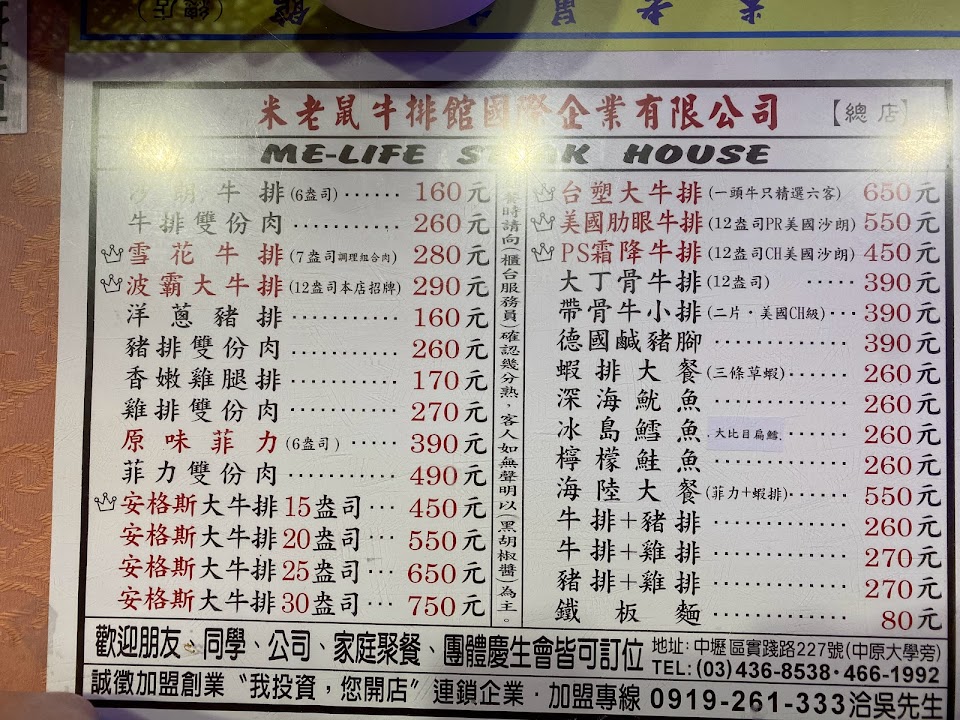 米老鼠牛排館國際企業有限公司【總店】
ME-LIFE STEAK HOUSE
沙朗牛排(6盎司)······160元
牛排雙份肉···········260元
雪花牛排(7盎司調理組合肉)280元
波霸大牛排(12盎司本店招牌)290元
洋蔥豬排···········160元
豬排雙份肉···········260元
香嫩雞腿排···········170元
雞排雙份肉···········270元
原味菲力(6盎司)······390元
菲力雙份肉···········490元
安格斯大牛排15盎司···450元
安格斯大牛排20盎司···550元
安格斯大牛排25盎司···650元
安格斯大牛排30盎司···750元
時請向(櫃台服務員)確認幾分熟，客人如無聲明以(黑胡椒醬)為主。
台塑大牛排(一頭牛只精選六客)650元
美國肋眼牛排(12盎司PR美國沙朗)550元
PS霜降牛排(12盎司CH美國沙朗)450元
大丁骨牛排(12盎司)·····390元
帶骨牛小排(二片·美國CH級)···390元
德國鹹豬腳··············390元
蝦排大餐(三條草蝦)······260元
深海魷魚··············260元
冰島鱈魚.大比目扁鱈.······260元
檸檬鮭魚··············260元
海陸大餐(菲力+蝦排)······550元
牛排+豬排··············260元
牛排+雞排··············270元
豬排+雞排··············270元
鐵板麵··············80元
歡迎朋友、同學、公司、家庭聚餐、團體慶生會皆可訂位
地址:中壢區實踐路227號(中原大學旁)
TEL:(03)436-8538·466-1992
誠徵加盟創業〝我投資，您開店〞連鎖企業·加盟專線0919-261-333洽吳先生